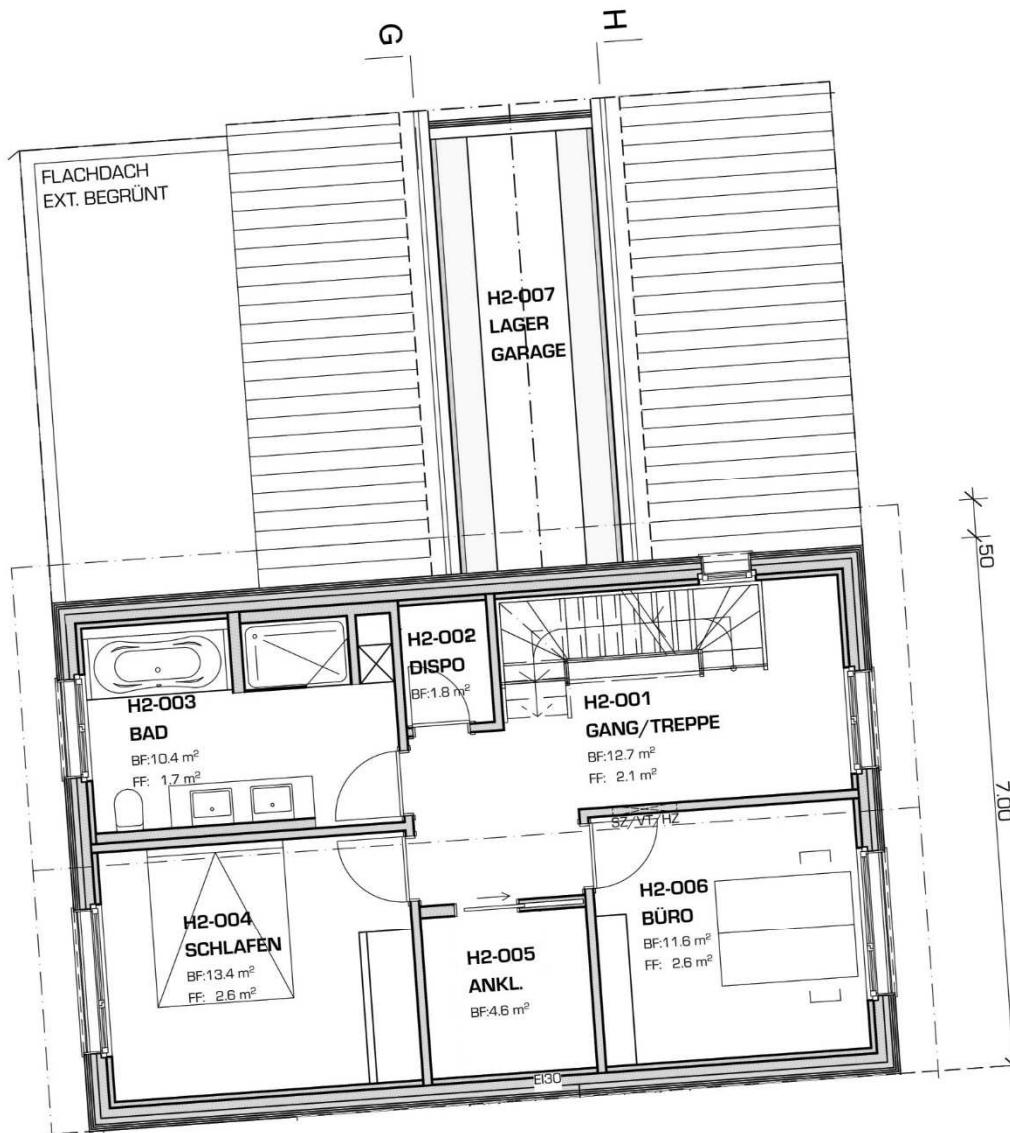 G
H
FLACHDACH
EXT. BEGRÜNT
H2-007
LAGER
GARAGE
50
H2-002
DISPO
BF:1.8 m²
H2-003
BAD
BF:10.4 m²
FF: 1.7 m²
H2-001
GANG/TREPPE
BF:12.7 m²
FF: 2.1 m²
7.00
SZ/VT/HZ
H2-004
SCHLAFEN
BF:13.4 m²
FF: 2.6 m²
H2-005
ANKL.
BF:4.6 m²
H2-006
BÜRO
BF:11.6 m²
FF: 2.6 m²
EI30